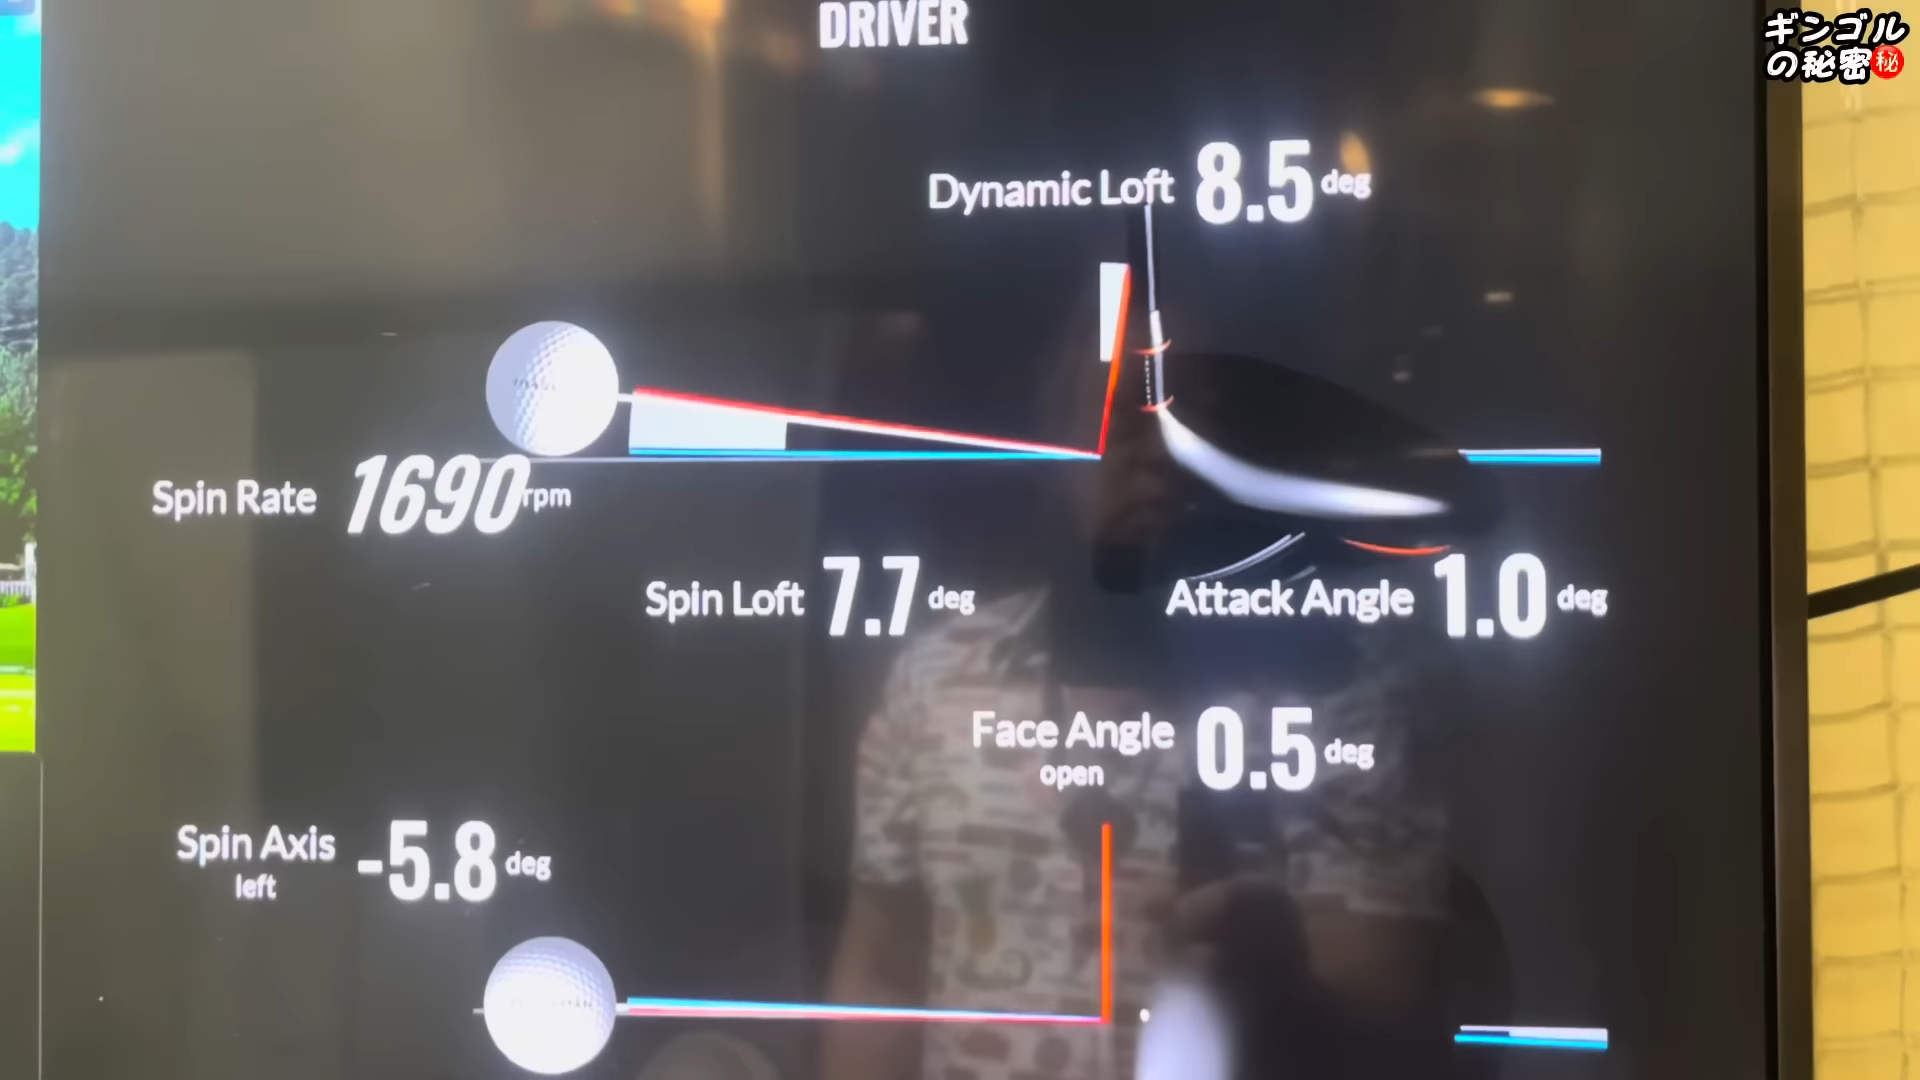 DRIVER
ギンゴル
の秘密㊙
Dynamic Loft 8.5 deg
Spin Rate 1690 rpm
Spin Loft 7.7 deg
Attack Angle 1.0 deg
Face Angle 0.5 deg
open
Spin Axis -5.8 deg
left